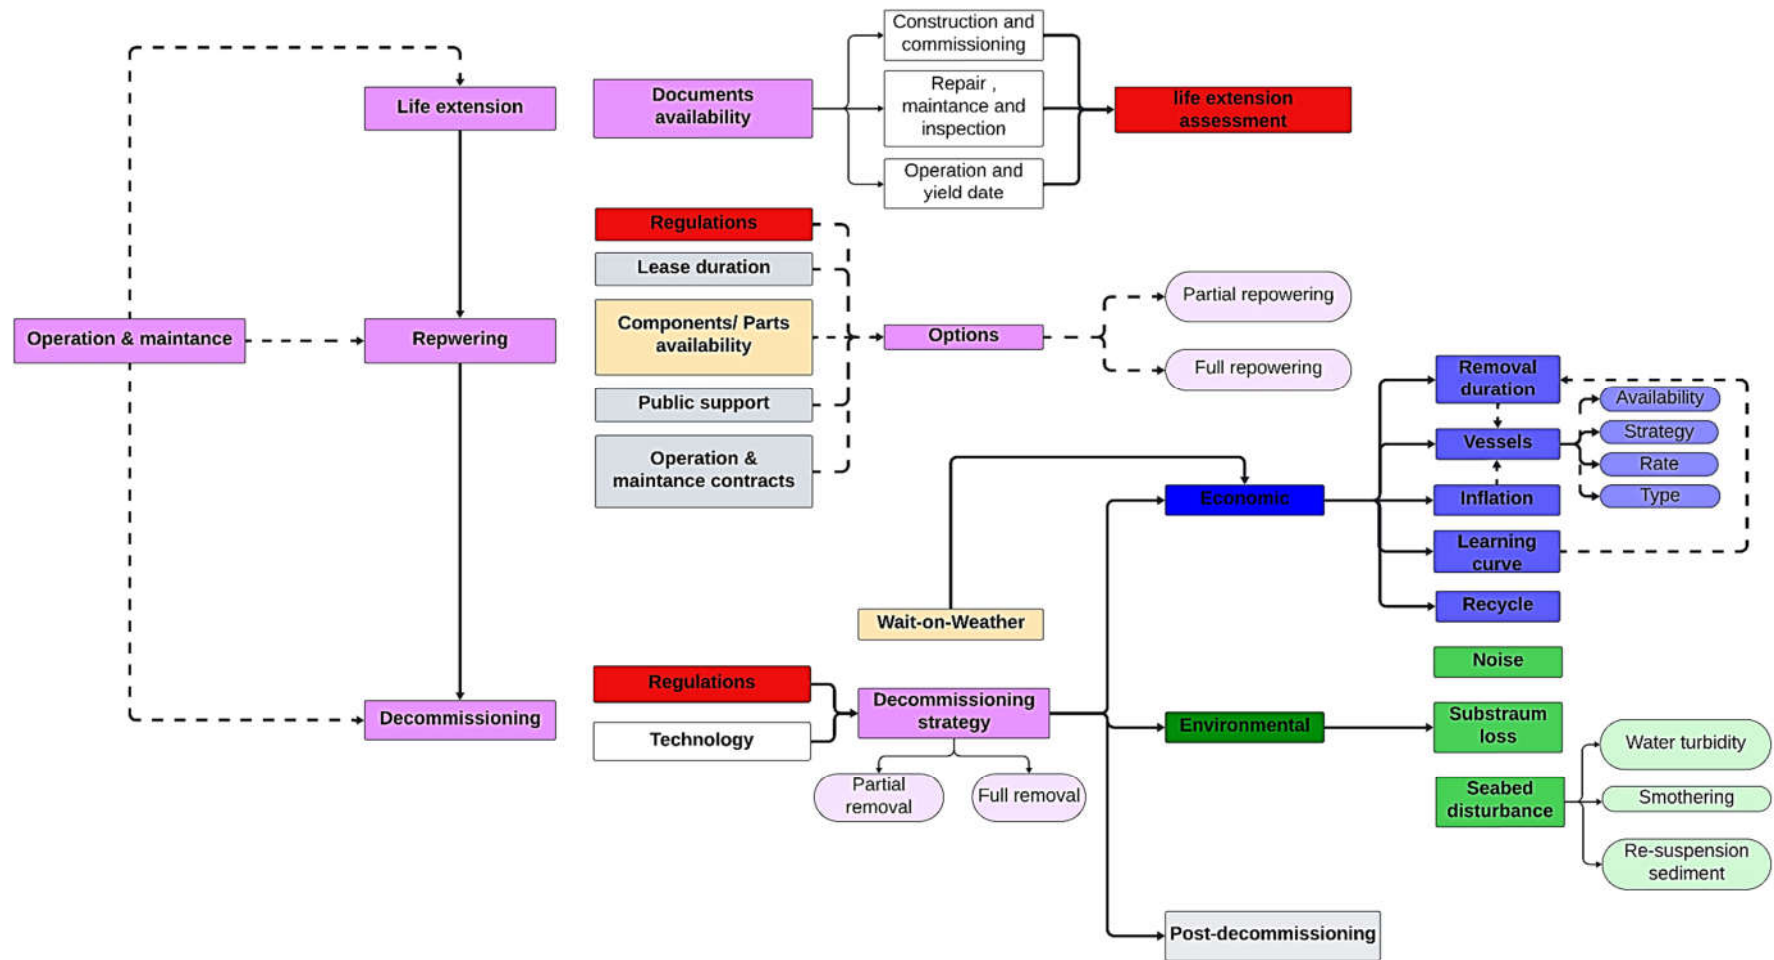 Construction and
commissioning
Life extension
Documents
availability
Repair ,
maintance and
inspection
life extension
assessment
Operation and
yield date
Regulations
Lease duration
Components/ Parts
availability
Public support
Operation &
maintance contracts
Operation & maintance
Repwering
Options
Partial repowering
Full repowering
Removal
duration
Vessels
Inflation
Learning
curve
Recycle
Availability
Strategy
Rate
Type
Economic
Wait-on-Weather
Decommissioning
Regulations
Technology
Decommissioning
strategy
Partial
removal
Full removal
Environmental
Noise
Substraum
loss
Seabed
disturbance
Water turbidity
Smothering
Re-suspension
sediment
Post-decommissioning